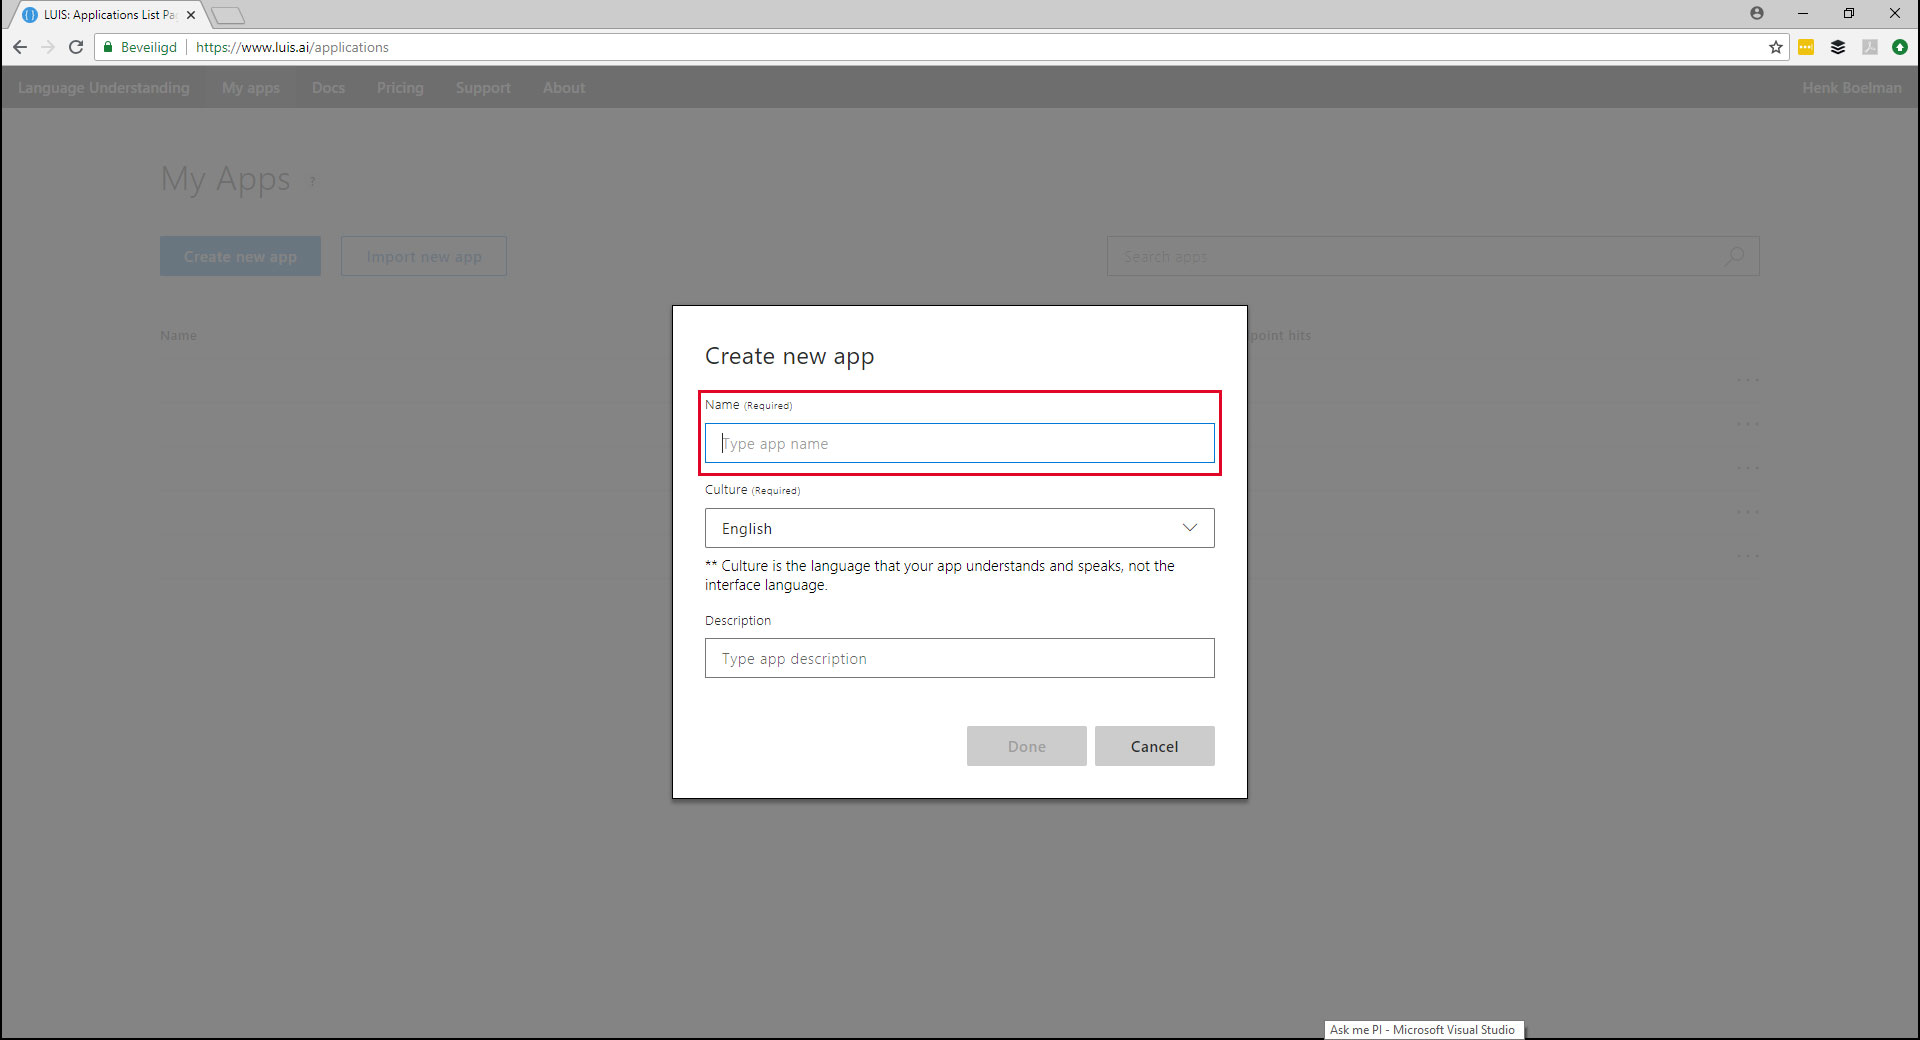 LUIS: Applications List Pa
Beveiligd
https://www.luis.ai/applications
Language Understanding
My apps
Docs
Pricing
Support
About
Henk Boelman
My Apps ?
Create new app
Import new app
Search apps
Name
point hits
Create new app
Name (Required)
Type app name
Culture (Required)
English
** Culture is the language that your app understands and speaks, not the
interface language.
Description
Type app description
Done
Cancel
Ask me PI - Microsoft Visual Studio